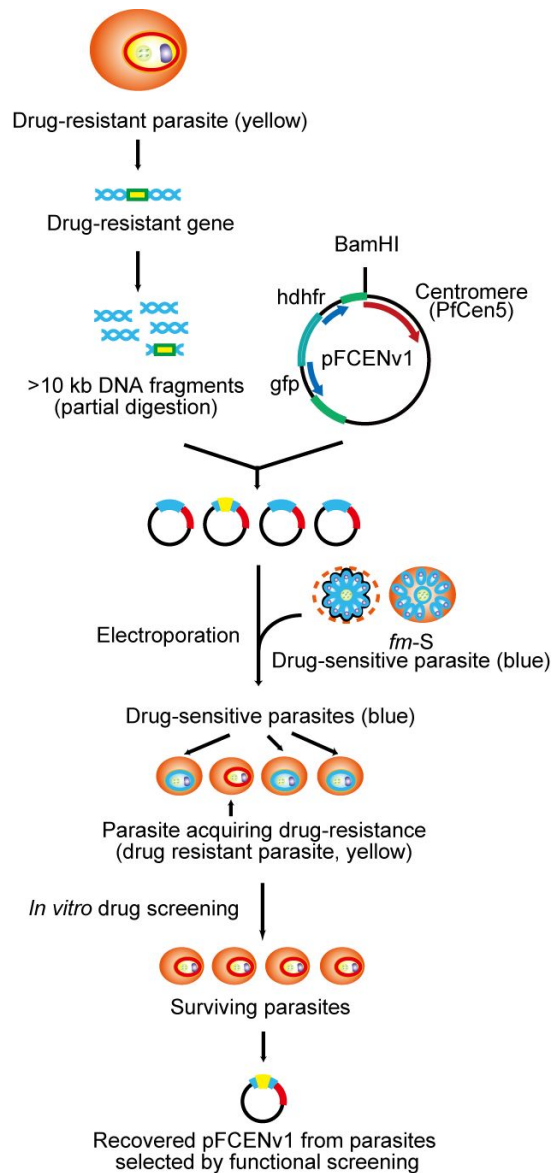 Drug-resistant parasite (yellow)
Drug-resistant gene
>10 kb DNA fragments
(partial digestion)
BamHI
hdhfr
Centromere
(PfCen5)
pFCENv1
gfp
Electroporation
fm-S
Drug-sensitive parasite (blue)
Drug-sensitive parasites (blue)
Parasite acquiring drug-resistance
(drug resistant parasite, yellow)
In vitro drug screening
Surviving parasites
Recovered pFCENv1 from parasites
selected by functional screening